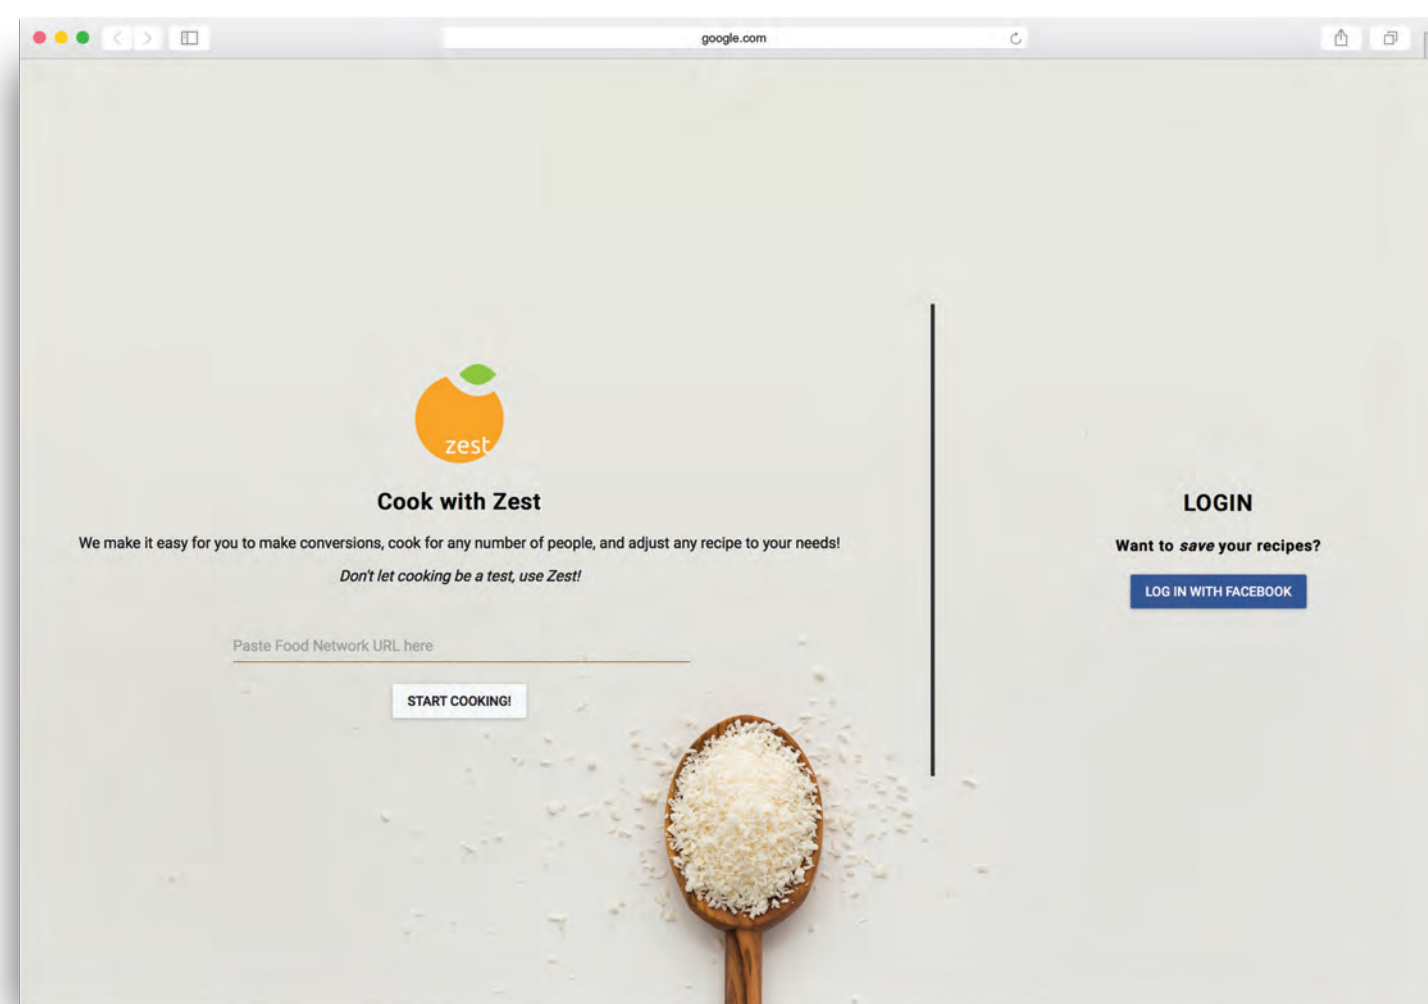 google.com
zest
Cook with Zest
We make it easy for you to make conversions, cook for any number of people, and adjust any recipe to your needs!
Don't let cooking be a test, use Zest!
Paste Food Network URL here
START COOKING!
LOGIN
Want to save your recipes?
LOG IN WITH FACEBOOK